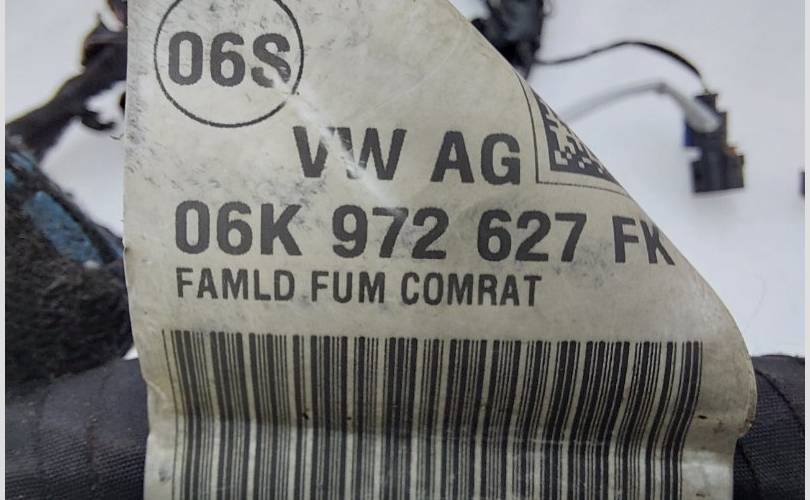 06S
VW AG
06K 972 627 FK
FAMLD FUM COMRAT